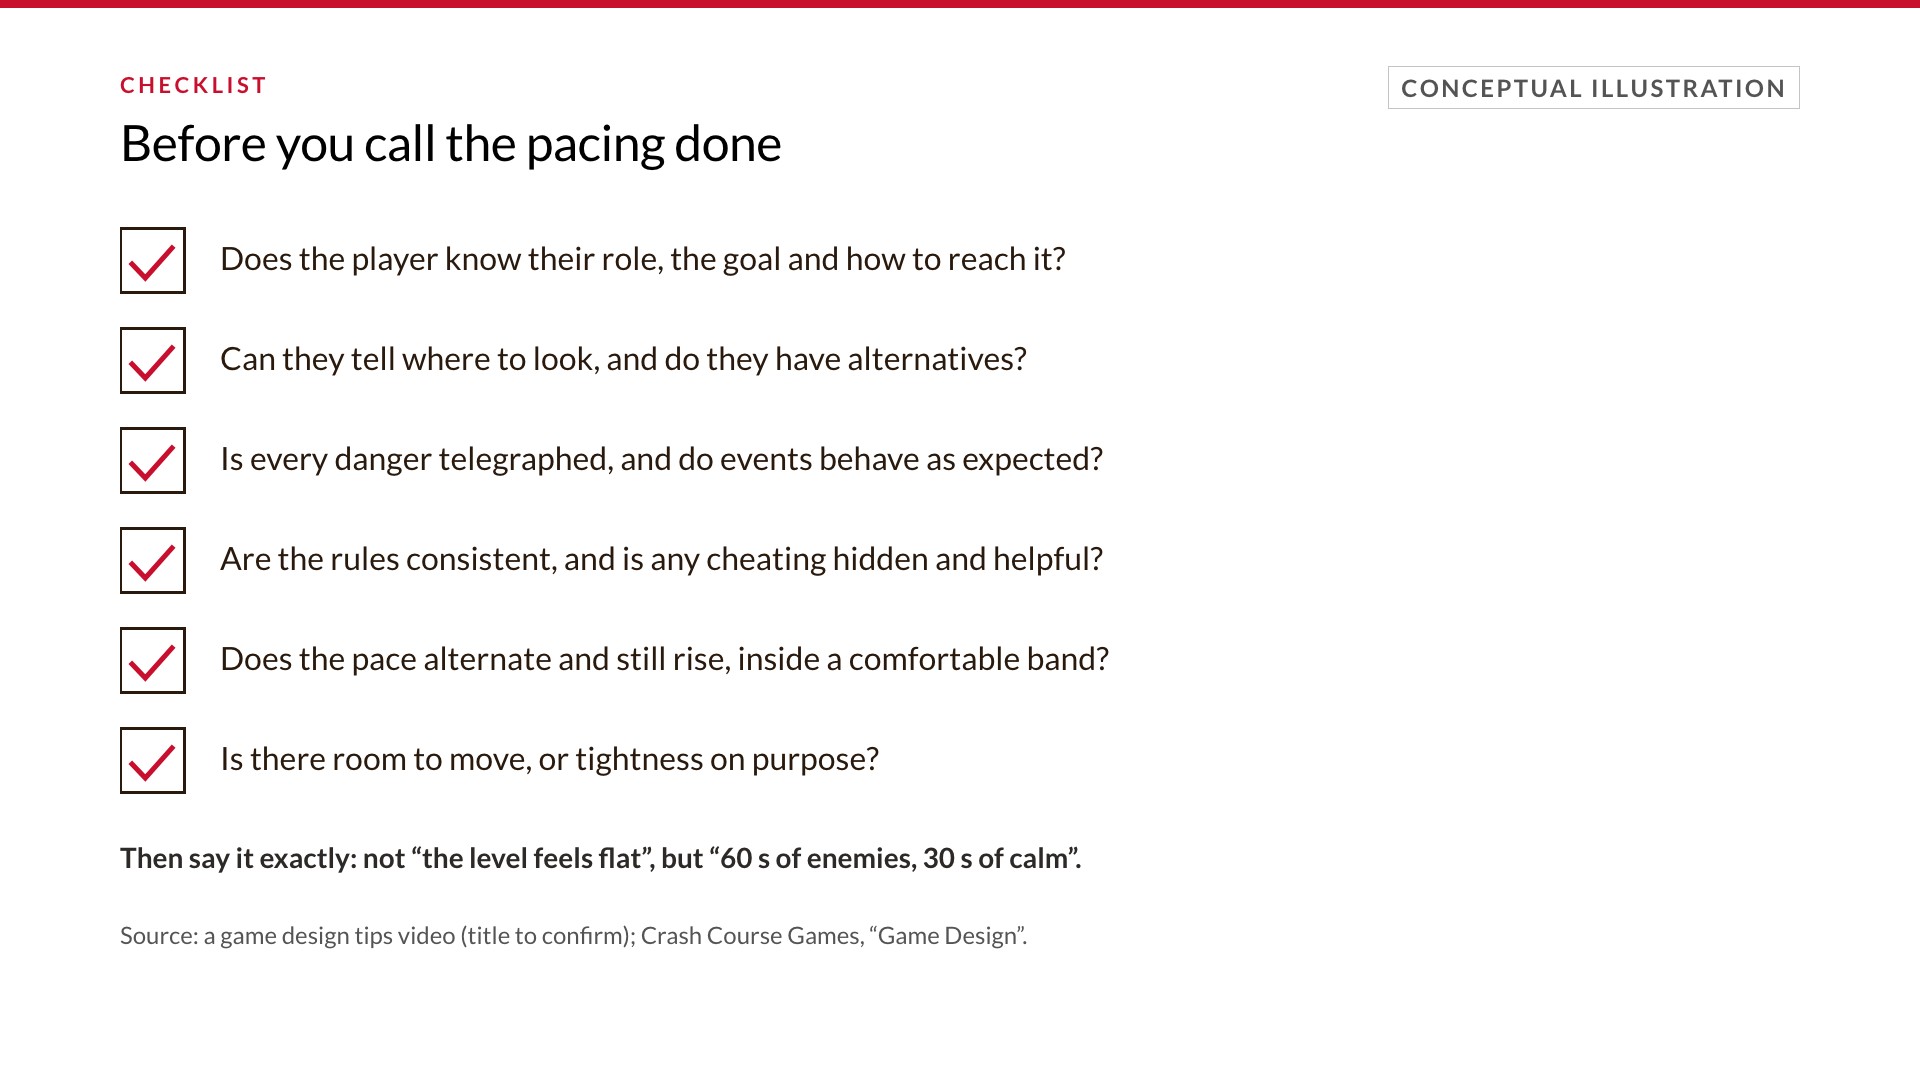 CHECKLIST
CONCEPTUAL ILLUSTRATION
Before you call the pacing done
Does the player know their role, the goal and how to reach it?
Can they tell where to look, and do they have alternatives?
Is every danger telegraphed, and do events behave as expected?
Are the rules consistent, and is any cheating hidden and helpful?
Does the pace alternate and still rise, inside a comfortable band?
Is there room to move, or tightness on purpose?
Then say it exactly: not “the level feels flat”, but “60 s of enemies, 30 s of calm”.
Source: a game design tips video (title to confirm); Crash Course Games, “Game Design”.